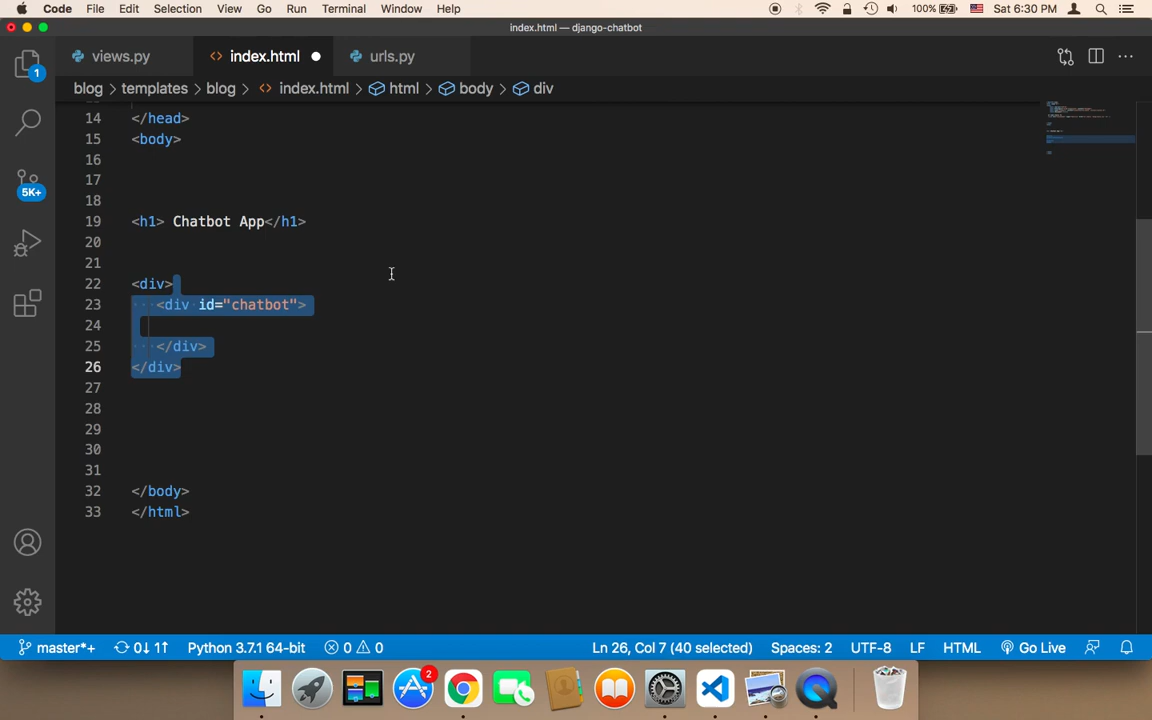 Code File Edit Selection View Go Run Terminal Window Help 100% Sat 6:30 PM
index.html — django-chatbot
views.py index.html urls.py
1
blog > templates > blog > index.html > html > body > div
14 </head>
15 <body>
16
17
18
19 <h1> Chatbot App</h1>
20
21
22 <div>
23 <div id="chatbot">
24
25 </div>
26 </div>
27
28
29
30
31
32 </body>
33 </html>
5K+
master*+ 0↓ 1↑ Python 3.7.1 64-bit 0 0 Ln 26, Col 7 (40 selected) Spaces: 2 UTF-8 LF HTML Go Live
2